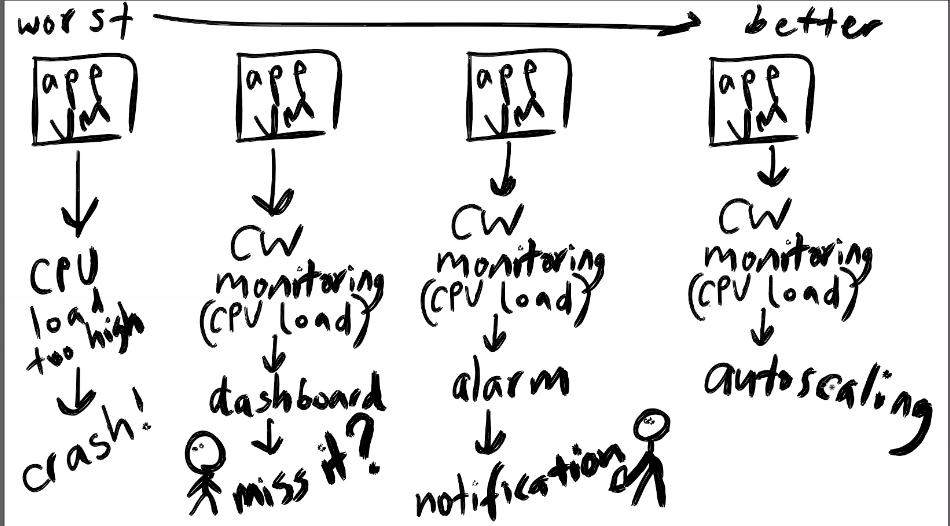 worst better
app
VM
CPU
load
too high
crash!
app
VM
CW
monitoring
(CPU load)
dashboard
miss it?
app
VM
CW
monitoring
(CPU load)
alarm
notification
app
VM
CW
monitoring
(CPU load)
autoscaling